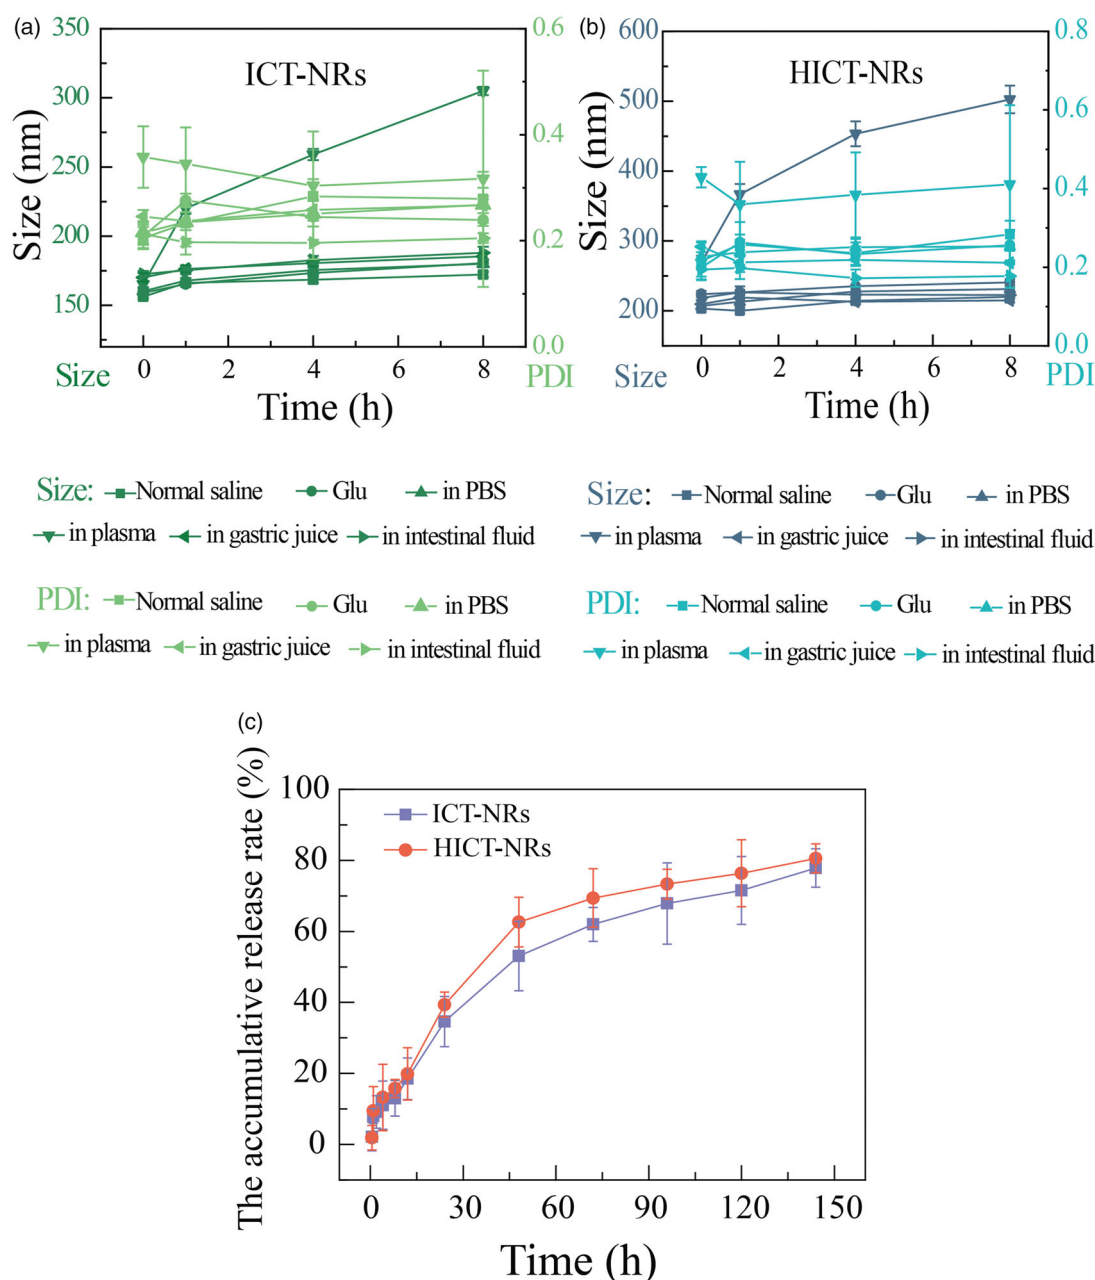 (a)
350
300
250
200
150
Size (nm)
ICT-NRs
0.6
0.4
0.2
0.0
Size
0 2 4 6 8
PDI
Time (h)
(b)
600
500
400
300
200
Size (nm)
HICT-NRs
0.8
0.6
0.4
0.2
0.0
Size
0 2 4 6 8
PDI
Time (h)
Size: Normal saline Glu in PBS
in plasma in gastric juice in intestinal fluid
PDI: Normal saline Glu in PBS
in plasma in gastric juice in intestinal fluid
Size: Normal saline Glu in PBS
in plasma in gastric juice in intestinal fluid
PDI: Normal saline Glu in PBS
in plasma in gastric juice in intestinal fluid
(c)
The accumulative release rate (%)
100
80
60
40
20
0
ICT-NRs
HICT-NRs
0 30 60 90 120 150
Time (h)